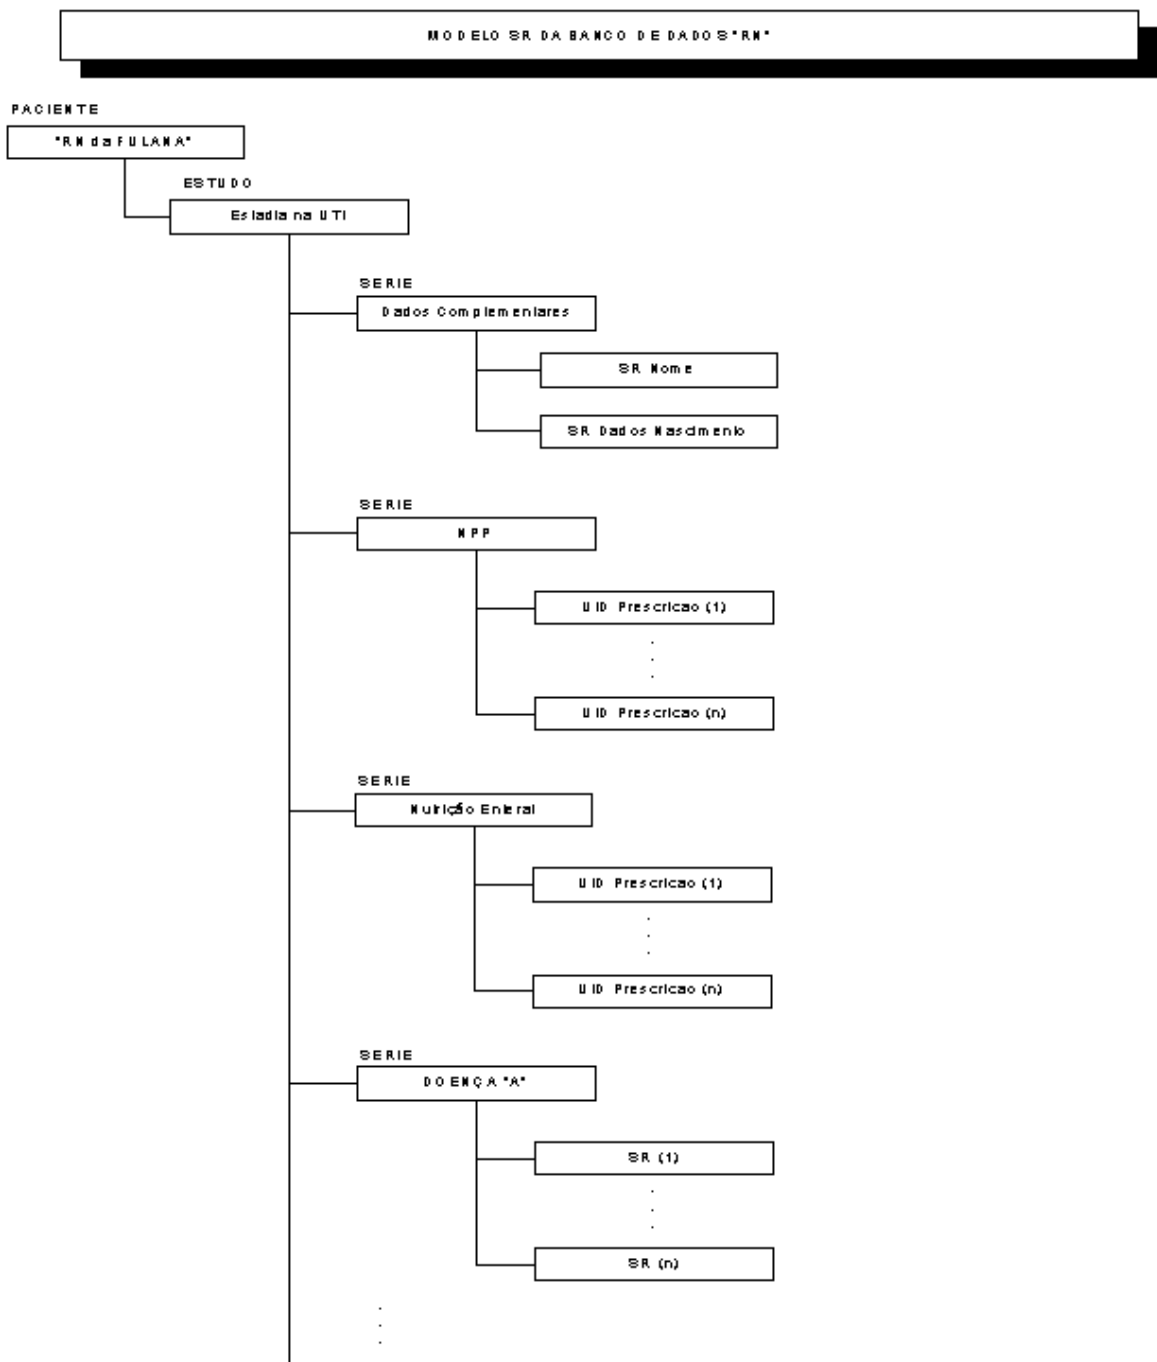 MODELO SR DA BANCO DE DADOS "RN"
PACIENTE
"RN da FULANA"
ESTUDO
Estadia na UTI
SERIE
Dados Complementares
SR Nome
SR Dados Nascimento
SERIE
NPP
UID Prescricao (1)
.
.
.
UID Prescricao (n)
SERIE
Nutrição Enteral
UID Prescricao (1)
.
.
.
UID Prescricao (n)
SERIE
DOENÇA "A"
SR (1)
.
.
.
SR (n)
.
.
.